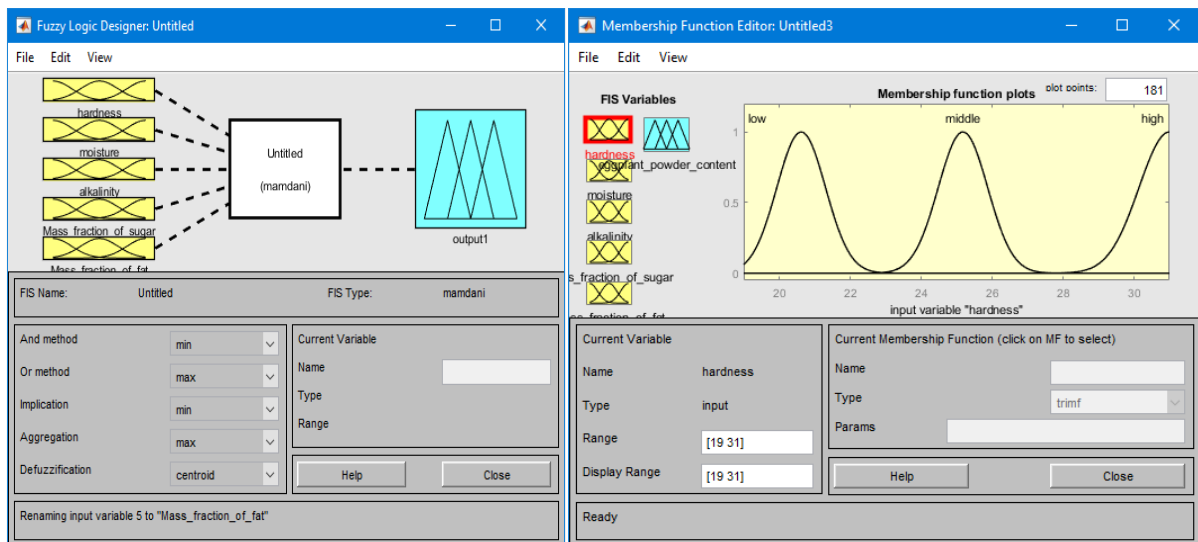 Fuzzy Logic Designer: Untitled
File Edit View
hardness
moisture
alkalinity
Mass_fraction_of_sugar
Mass_fraction_of_fat
Untitled
(mamdani)
output1
FIS Name: Untitled FIS Type: mamdani
And method min
Or method max
Implication min
Aggregation max
Defuzzification centroid
Current Variable
Name
Type
Range
Help Close
Renaming input variable 5 to "Mass_fraction_of_fat"
Membership Function Editor: Untitled3
File Edit View
FIS Variables
hardness
eggplant_powder_content
moisture
alkalinity
s_fraction_of_sugar
ss_fraction_of_fat
Membership function plots plot points: 181
low middle high
1
0.5
0
20 22 24 26 28 30
input variable "hardness"
Current Variable
Name hardness
Type input
Range [19 31]
Display Range [19 31]
Current Membership Function (click on MF to select)
Name
Type trimf
Params
Help Close
Ready